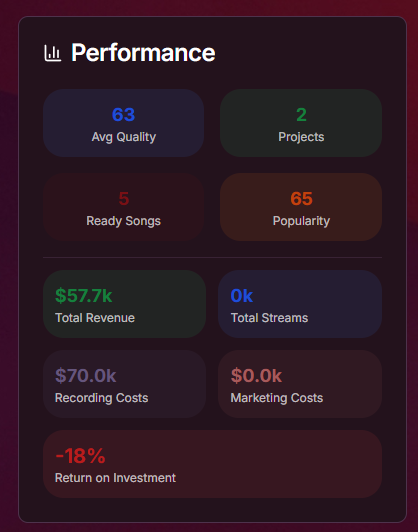 Performance
63
Avg Quality
2
Projects
5
Ready Songs
65
Popularity
$57.7k
Total Revenue
0k
Total Streams
$70.0k
Recording Costs
$0.0k
Marketing Costs
-18%
Return on Investment